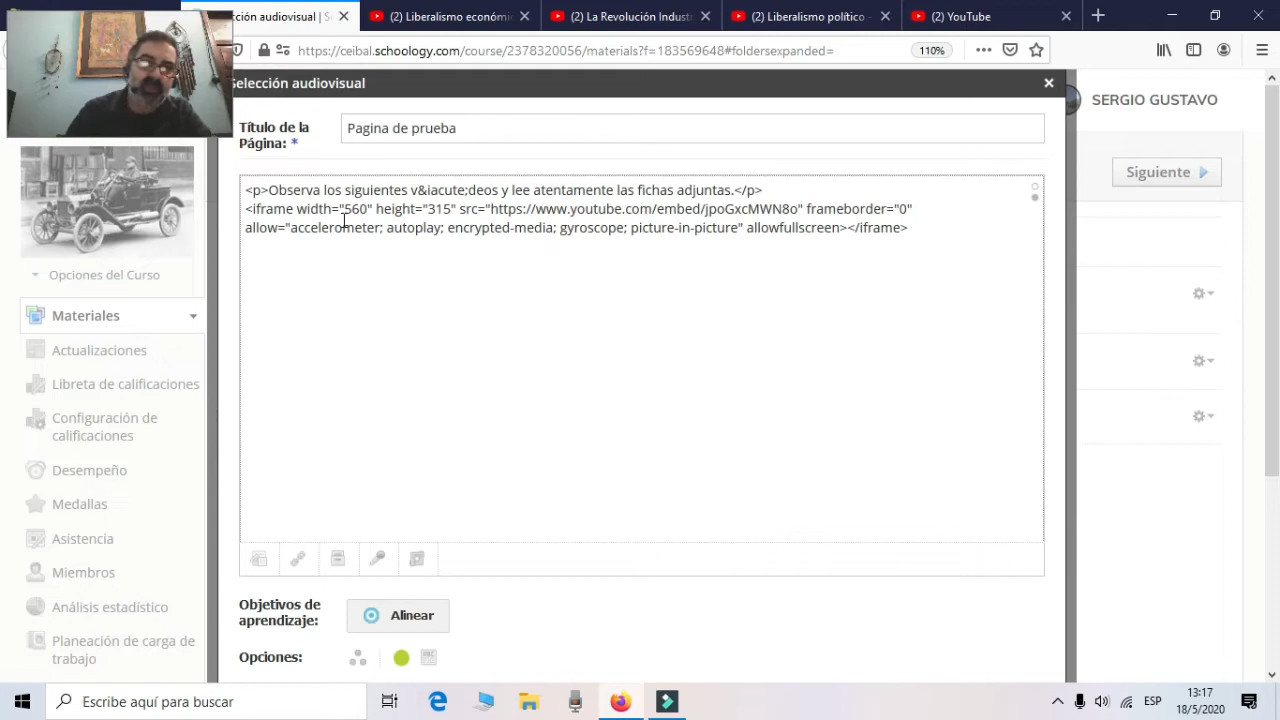 audiovisual | S
(2) Liberalismo económic
(2) La Revolución Industr
(2) Liberalismo político
(2) YouTube
https://ceibal.schoology.com/course/2378320056/materials?f=183569648#foldersexpanded=
110%
Selección audiovisual
SERGIO GUSTAVO
Título de la
Página: *
Pagina de prueba
Siguiente
<p>Observa los siguientes v&iacute;deos y lee atentamente las fichas adjuntas.</p>
<iframe width="560" height="315" src="https://www.youtube.com/embed/jpoGxcMWN8o" frameborder="0"
allow="accelerometer; autoplay; encrypted-media; gyroscope; picture-in-picture" allowfullscreen></iframe>
Opciones del Curso
Materiales
Actualizaciones
Libreta de calificaciones
Configuración de
calificaciones
Desempeño
Medallas
Asistencia
Miembros
Análisis estadístico
Planeación de carga de
trabajo
Objetivos de
aprendizaje:
Alinear
Opciones:
Escribe aquí para buscar
ESP
13:17
18/5/2020